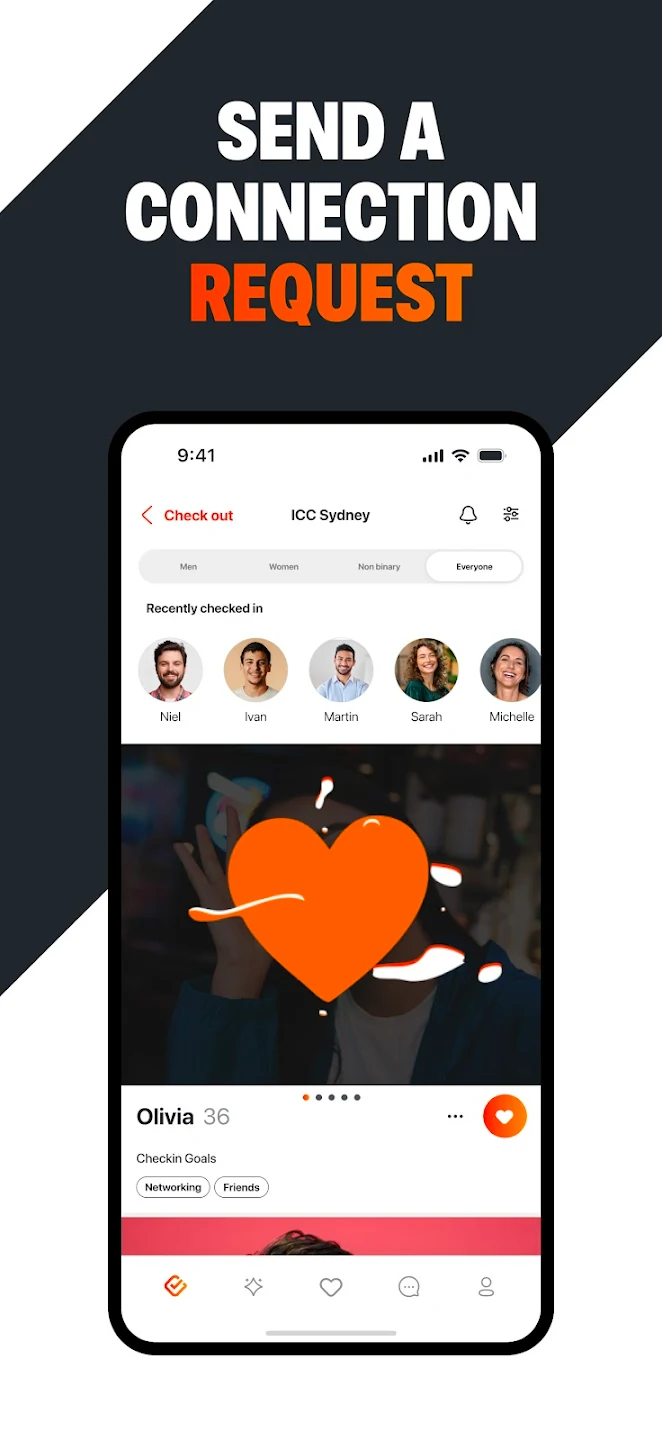 SEND A
CONNECTION
REQUEST
9:41
Check out ICC Sydney
Men Women Non binary Everyone
Recently checked in
Niel Ivan Martin Sarah Michelle
Olivia 36
Checkin Goals
Networking Friends